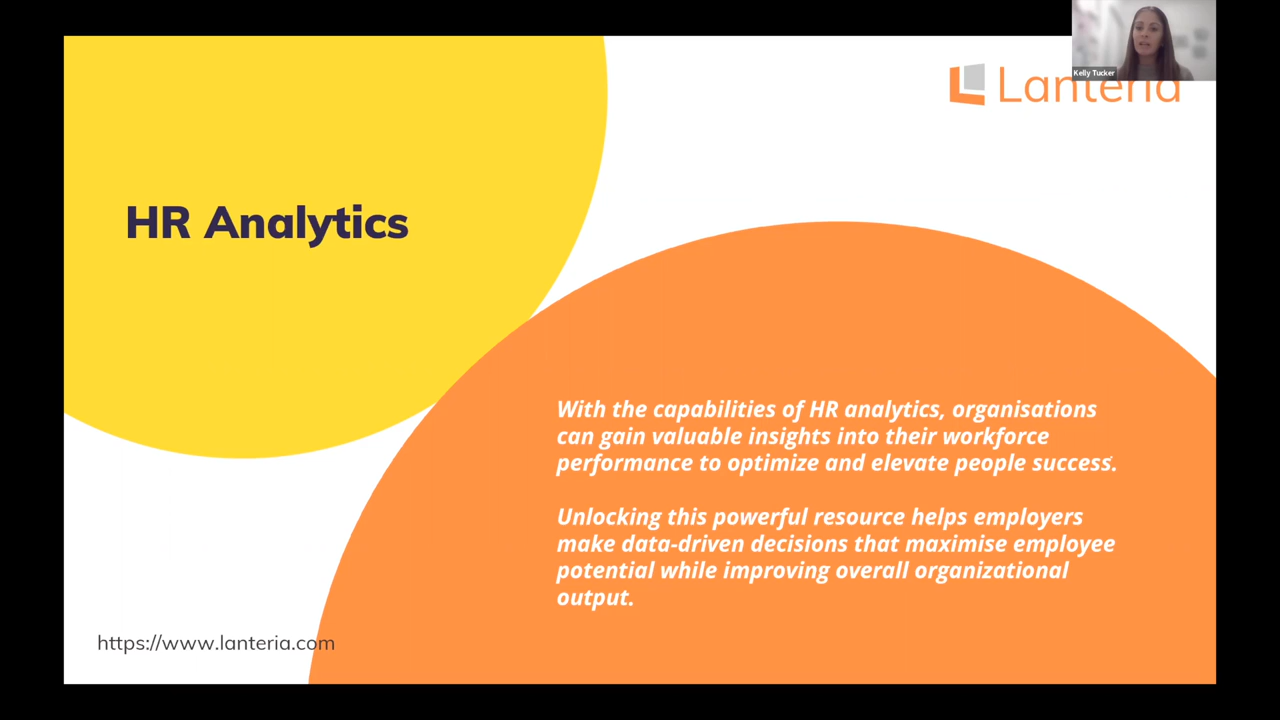 Kelly Tucker
Lanteria
HR Analytics
With the capabilities of HR analytics, organisations
can gain valuable insights into their workforce
performance to optimize and elevate people success.
Unlocking this powerful resource helps employers
make data-driven decisions that maximise employee
potential while improving overall organizational
output.
https://www.lanteria.com